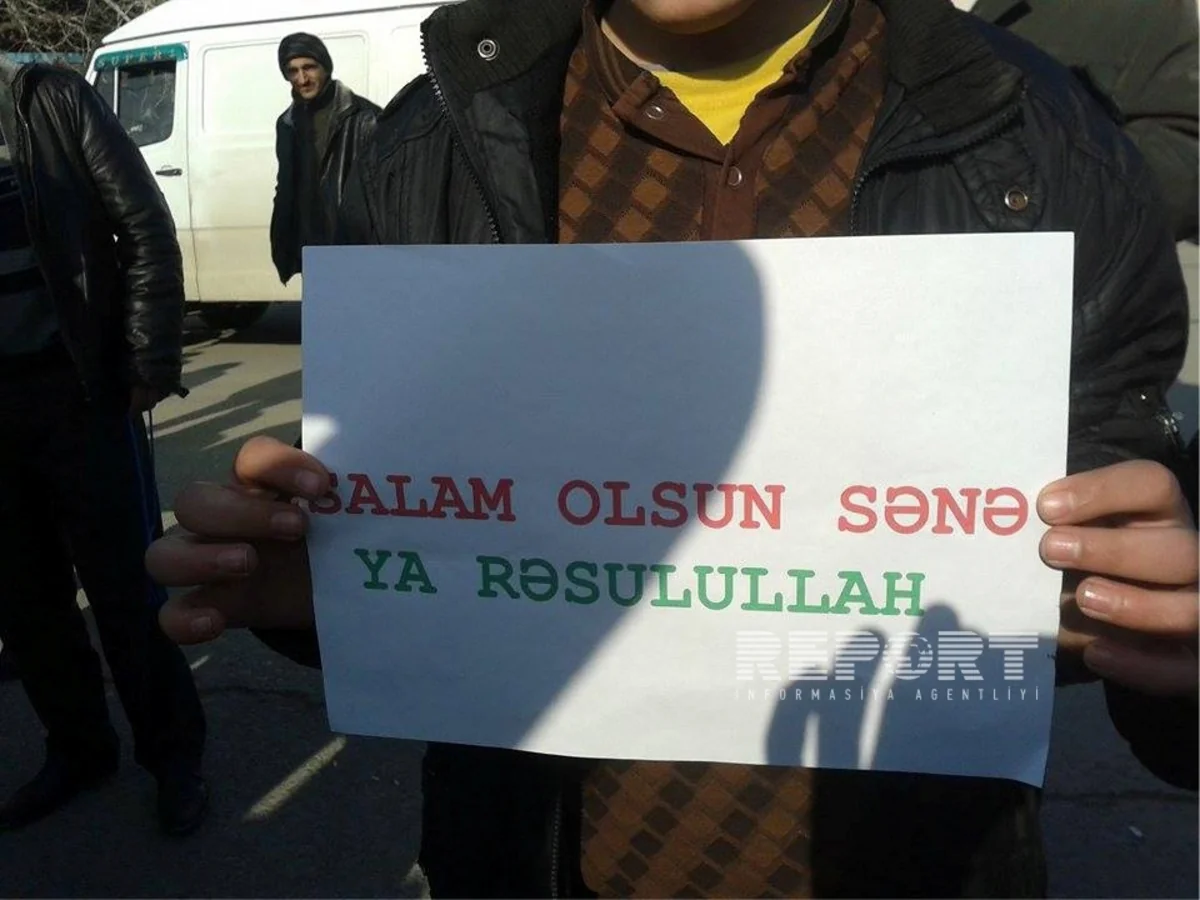 SALAM OLSUN SƏNƏ
YA RƏSULULLAH
REPORT
İNFORMASİYA AGENTLİYİ